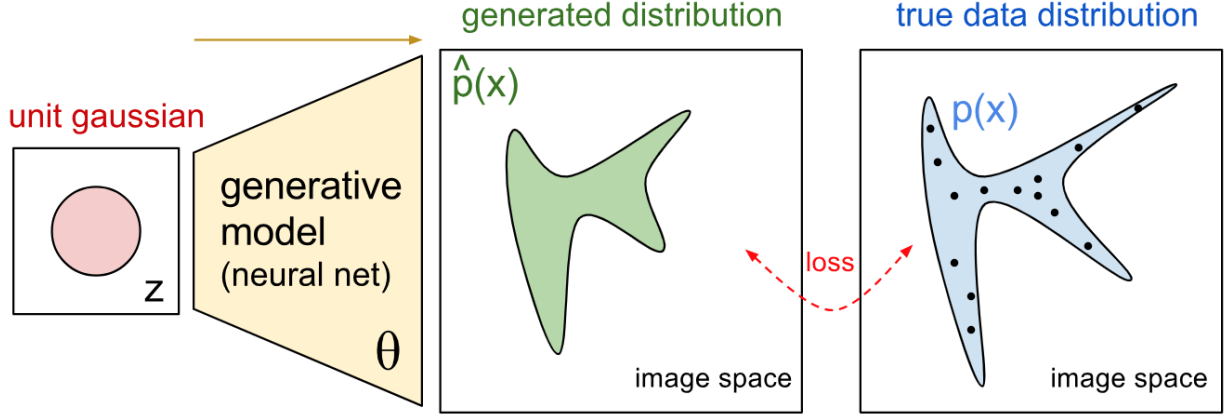 generated distribution
true data distribution
unit gaussian
z
generative
model
(neural net)
θ
p̂(x)
image space
loss
p(x)
image space